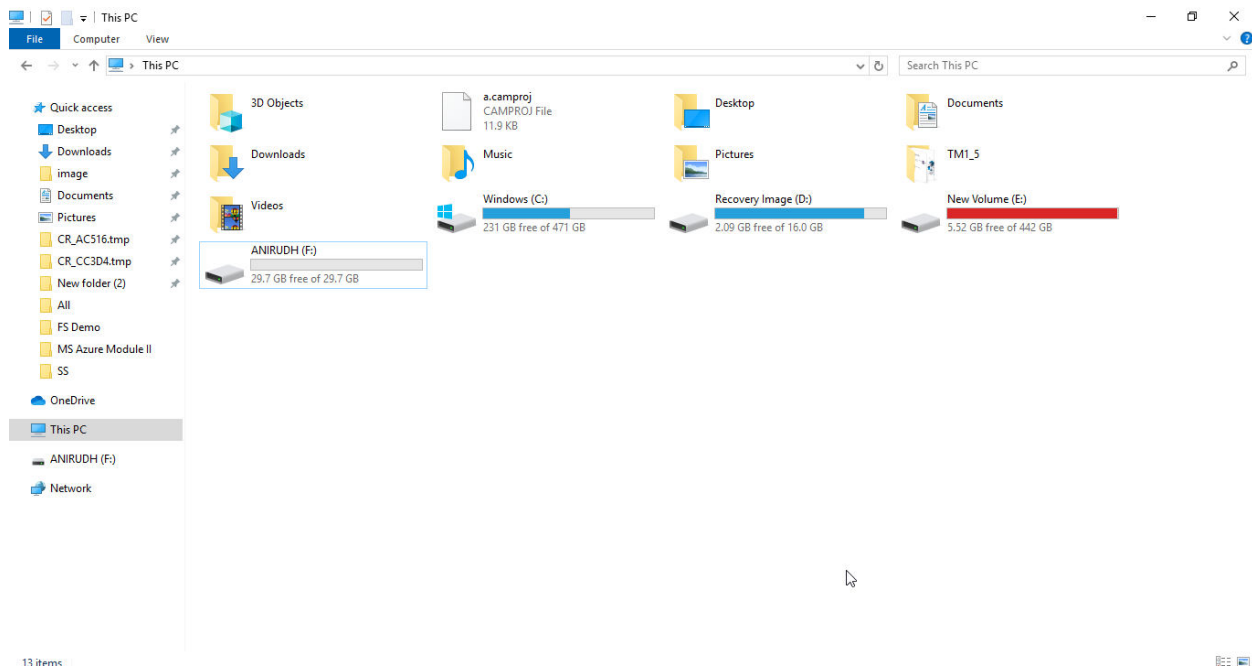 This PC
File Computer View
This PC
Search This PC
Quick access
Desktop
Downloads
image
Documents
Pictures
CR_AC516.tmp
CR_CC3D4.tmp
New folder (2)
All
FS Demo
MS Azure Module II
SS
OneDrive
This PC
ANIRUDH (F:)
Network
3D Objects
a.camproj
CAMPROJ File
11.9 KB
Desktop
Documents
Downloads
Music
Pictures
TM1_5
Videos
Windows (C:)
231 GB free of 471 GB
Recovery Image (D:)
2.09 GB free of 16.0 GB
New Volume (E:)
5.52 GB free of 442 GB
ANIRUDH (F:)
29.7 GB free of 29.7 GB
13 items